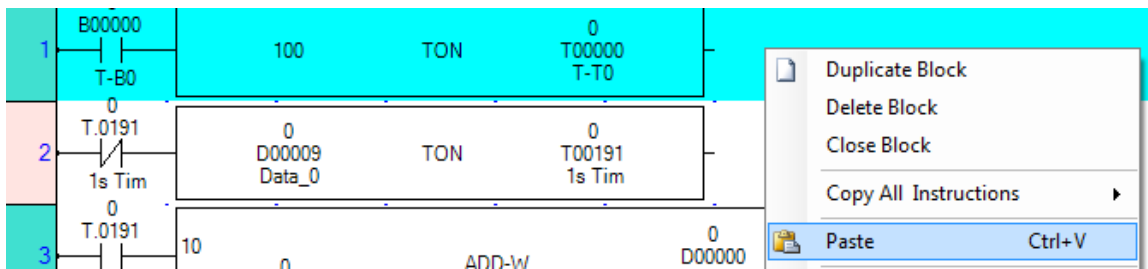 B00000
1
T-B0
100
TON
0
T00000
T-T0
0
T.0191
2
1s Tim
0
D00009
Data_0
TON
0
T00191
1s Tim
0
T.0191
3
10
0
ADD-W
0
D00000
Duplicate Block
Delete Block
Close Block
Copy All Instructions
Paste Ctrl+V